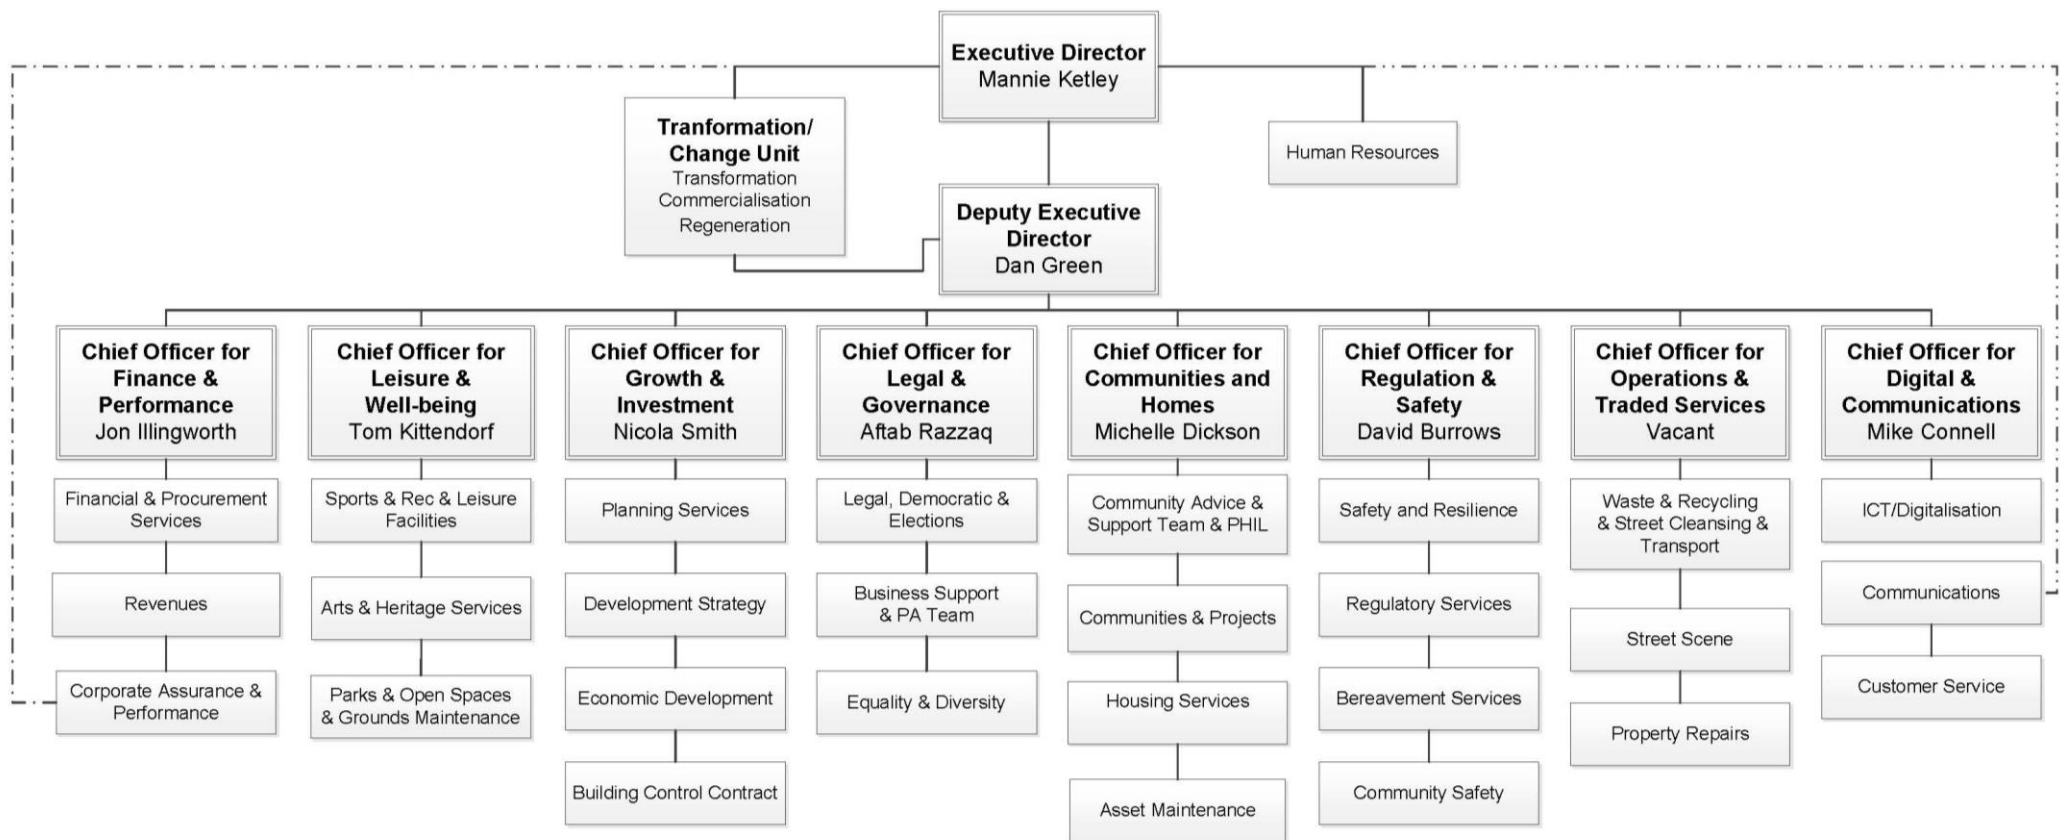 Executive Director
Mannie Ketley
Tranformation/
Change Unit
Transformation
Commercialisation
Regeneration
Human Resources
Deputy Executive
Director
Dan Green
Chief Officer for
Finance &
Performance
Jon Illingworth
Financial & Procurement
Services
Revenues
Corporate Assurance &
Performance
Chief Officer for
Leisure &
Well-being
Tom Kittendorf
Sports & Rec & Leisure
Facilities
Arts & Heritage Services
Parks & Open Spaces
& Grounds Maintenance
Chief Officer for
Growth &
Investment
Nicola Smith
Planning Services
Development Strategy
Economic Development
Building Control Contract
Chief Officer for
Legal &
Governance
Aftab Razzaq
Legal, Democratic &
Elections
Business Support
& PA Team
Equality & Diversity
Chief Officer for
Communities and
Homes
Michelle Dickson
Community Advice &
Support Team & PHIL
Communities & Projects
Housing Services
Asset Maintenance
Chief Officer for
Regulation &
Safety
David Burrows
Safety and Resilience
Regulatory Services
Bereavement Services
Community Safety
Chief Officer for
Operations &
Traded Services
Vacant
Waste & Recycling
& Street Cleansing &
Transport
Street Scene
Property Repairs
Chief Officer for
Digital &
Communications
Mike Connell
ICT/Digitalisation
Communications
Customer Service